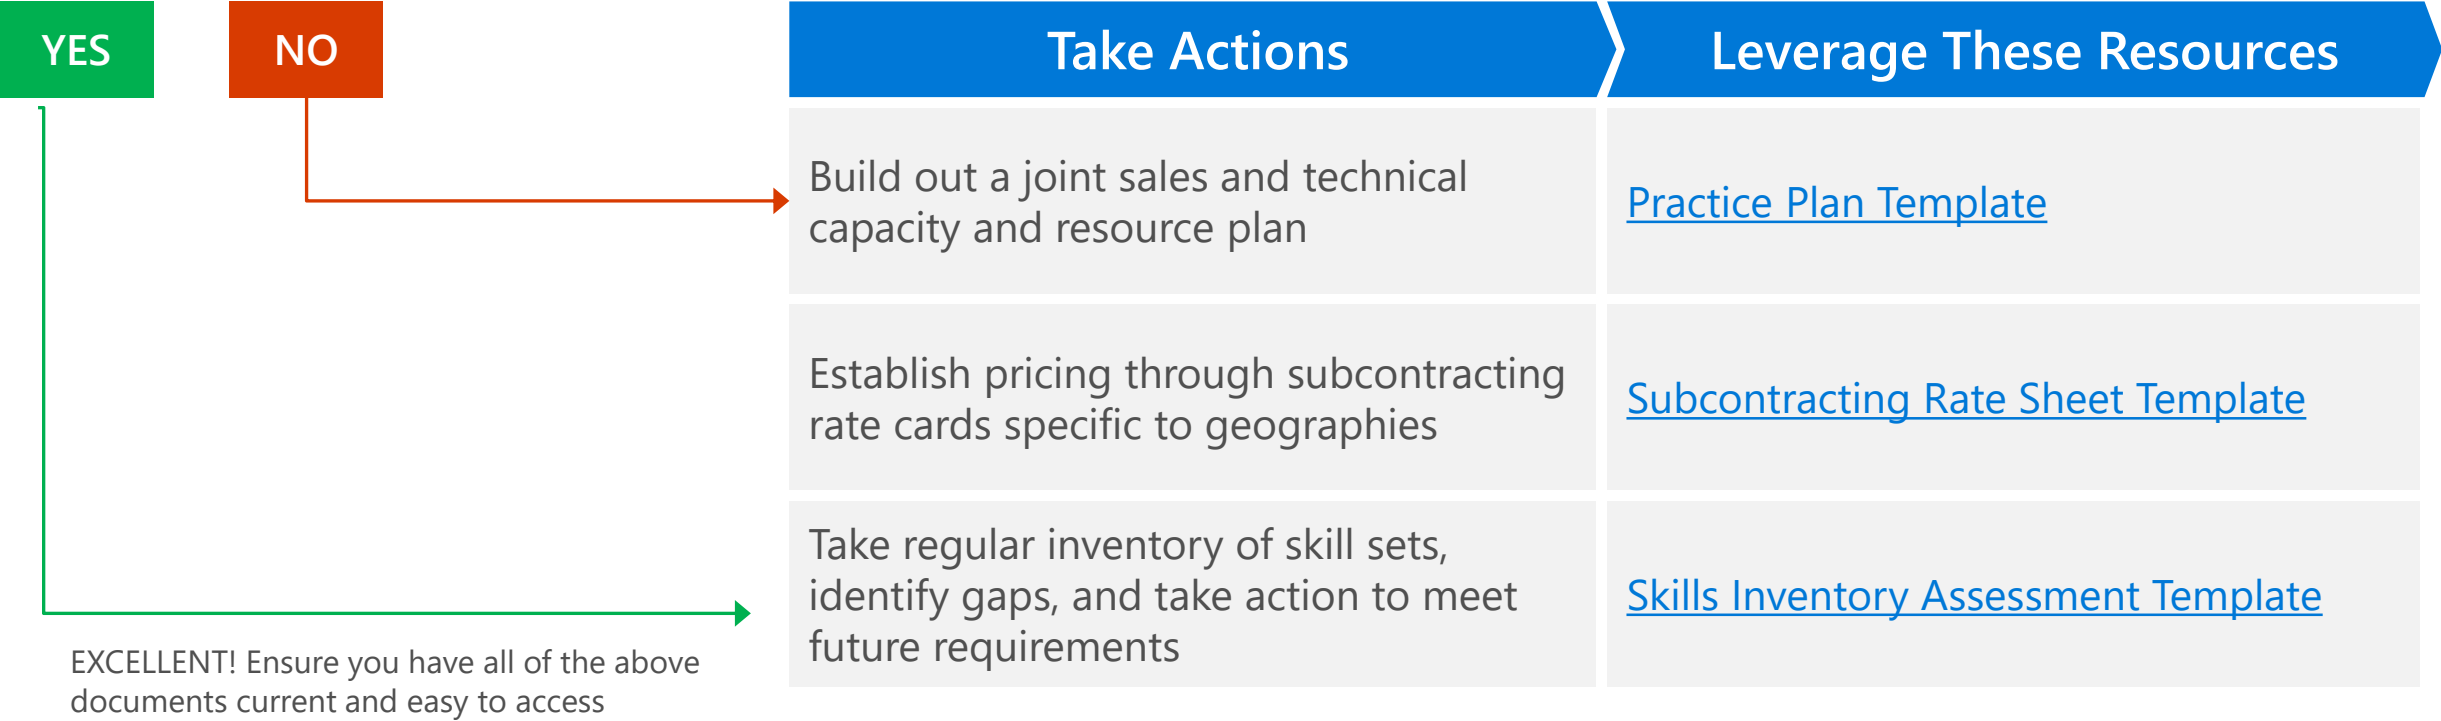 YES
NO
Take Actions
Leverage These Resources
Build out a joint sales and technical
capacity and resource plan
Practice Plan Template
Establish pricing through subcontracting
rate cards specific to geographies
Subcontracting Rate Sheet Template
Take regular inventory of skill sets,
identify gaps, and take action to meet
future requirements
Skills Inventory Assessment Template
EXCELLENT! Ensure you have all of the above
documents current and easy to access